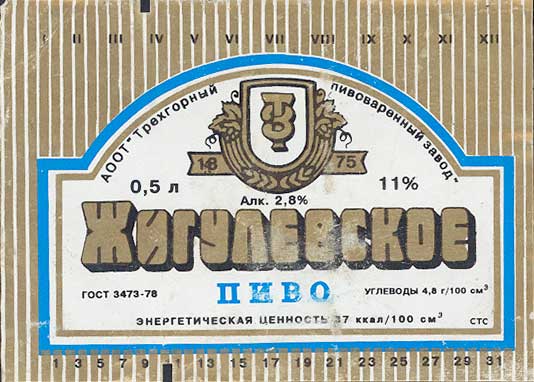 I II III IV V VI VII VIII IX X XI XII
АООТ "Трехгорный пивоваренный завод"
ТПЗ
18 75
0,5 л
Алк. 2,8%
11%
ЖИГУЛЕВСКОЕ
ГОСТ 3473-78
ПИВО
УГЛЕВОДЫ 4,8 г/100 см³
ЭНЕРГЕТИЧЕСКАЯ ЦЕННОСТЬ 37 ккал/100 см³
СТС
1 3 5 7 9 11 13 15 17 19 21 23 25 27 29 31